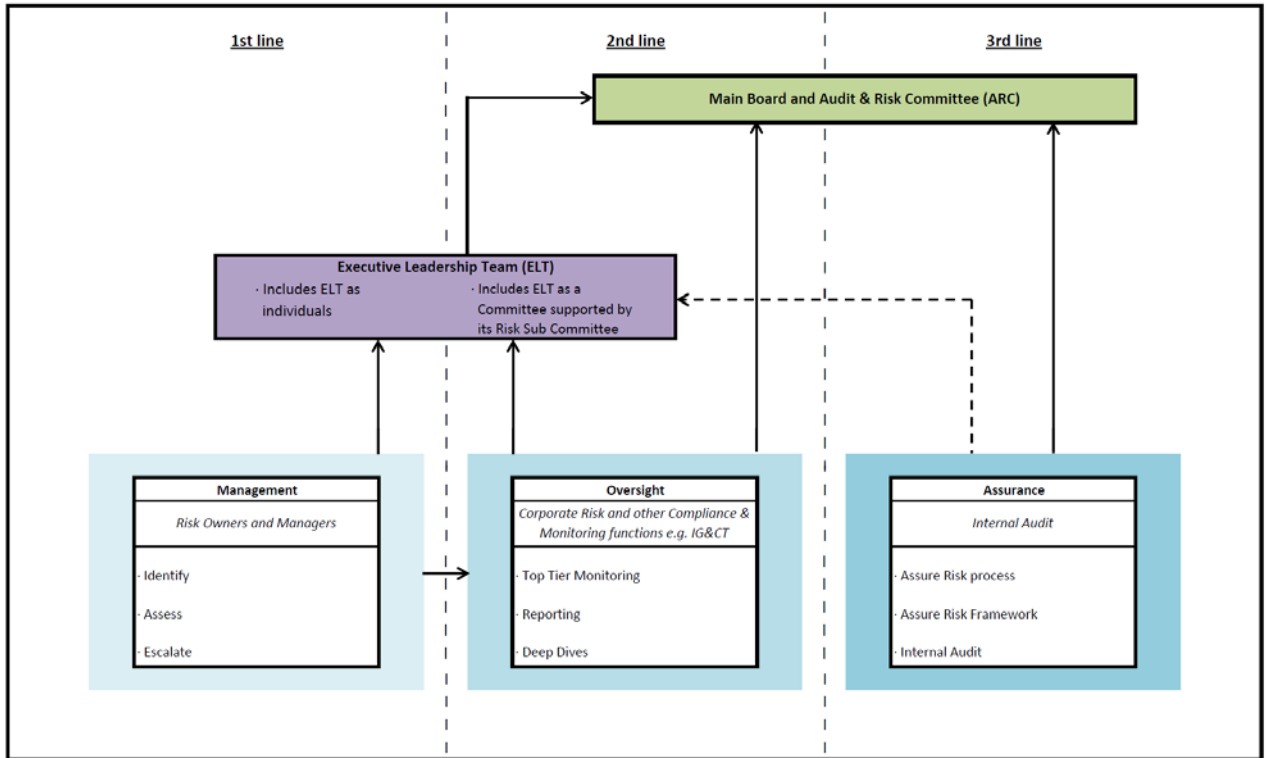 1st line
2nd line
3rd line
Main Board and Audit & Risk Committee (ARC)
Executive Leadership Team (ELT)
· Includes ELT as
individuals
· Includes ELT as a
Committee supported by
its Risk Sub Committee
Management
Risk Owners and Managers
· Identify
· Assess
· Escalate
Oversight
Corporate Risk and other Compliance &
Monitoring functions e.g. IG&CT
· Top Tier Monitoring
· Reporting
· Deep Dives
Assurance
Internal Audit
· Assure Risk process
· Assure Risk Framework
· Internal Audit